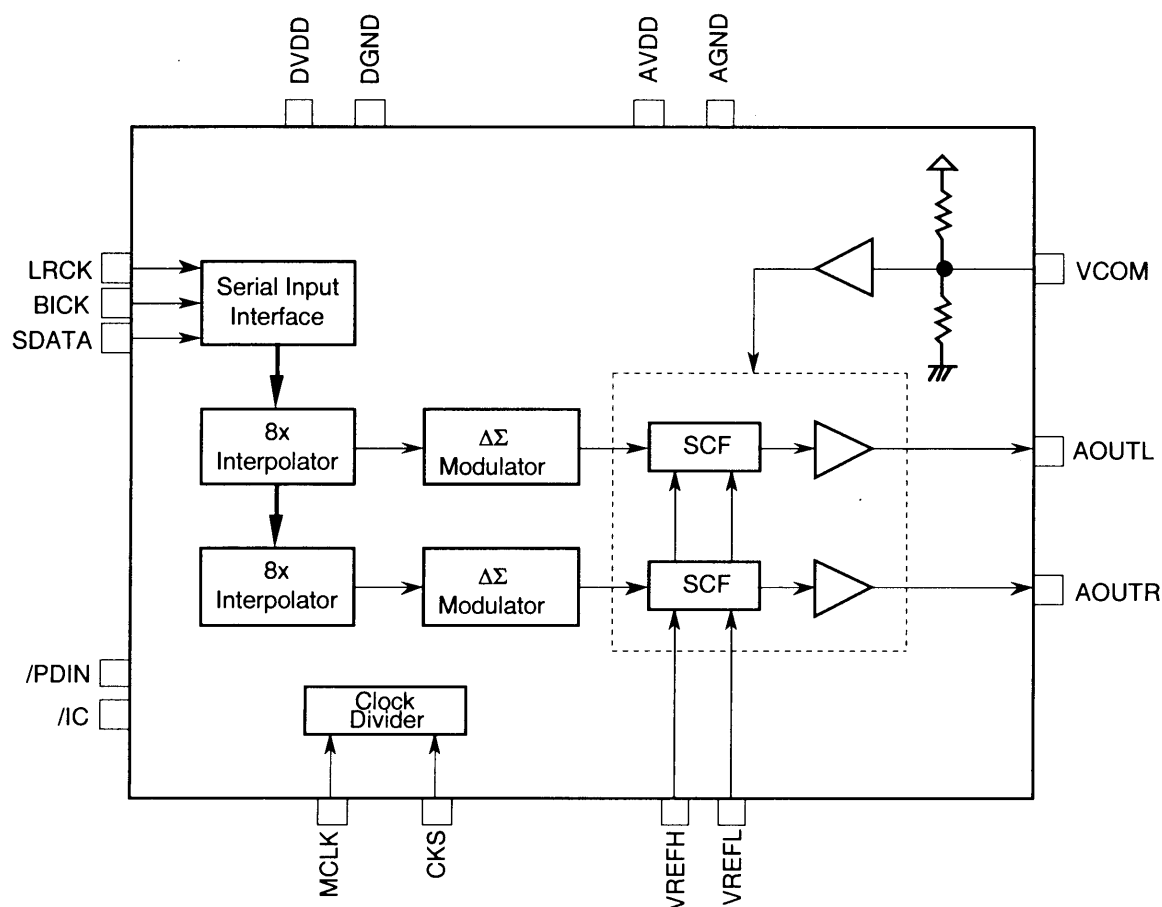 DVDD
DGND
AVDD
AGND
LRCK
BICK
SDATA
Serial Input
Interface
VCOM
8x
Interpolator
ΔΣ
Modulator
SCF
AOUTL
8x
Interpolator
ΔΣ
Modulator
SCF
AOUTR
/PDIN
/IC
Clock
Divider
MCLK
CKS
VREFH
VREFL